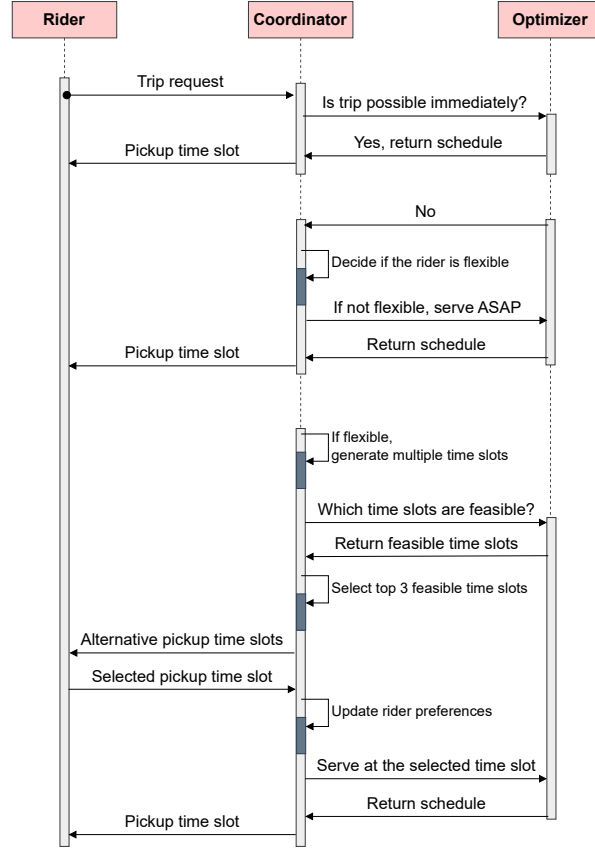 Rider
Coordinator
Optimizer
Trip request
Is trip possible immediately?
Yes, return schedule
Pickup time slot
No
Decide if the rider is flexible
If not flexible, serve ASAP
Return schedule
Pickup time slot
If flexible,
generate multiple time slots
Which time slots are feasible?
Return feasible time slots
Select top 3 feasible time slots
Alternative pickup time slots
Selected pickup time slot
Update rider preferences
Serve at the selected time slot
Return schedule
Pickup time slot